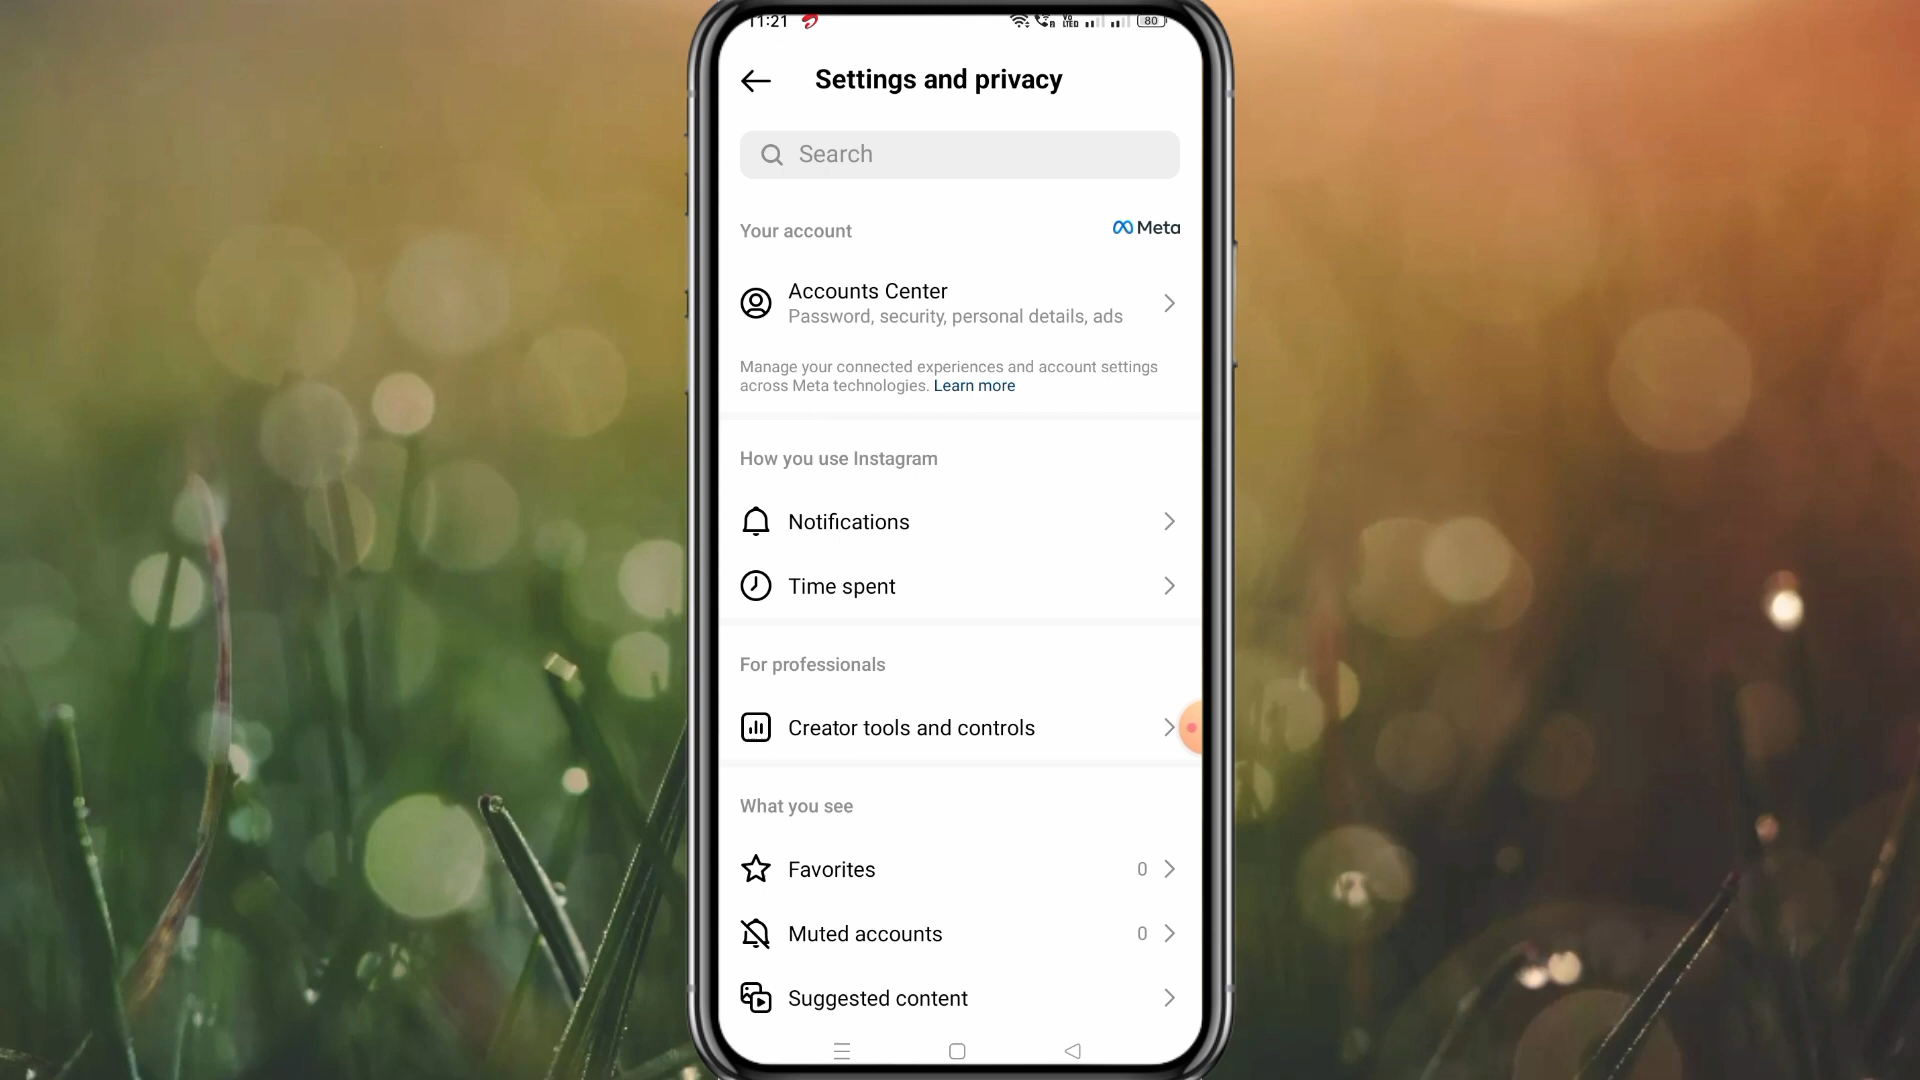 11:21
80
Settings and privacy
Search
Your account
Meta
Accounts Center
Password, security, personal details, ads
Manage your connected experiences and account settings
across Meta technologies. Learn more
How you use Instagram
Notifications
Time spent
For professionals
Creator tools and controls
What you see
Favorites 0
Muted accounts 0
Suggested content